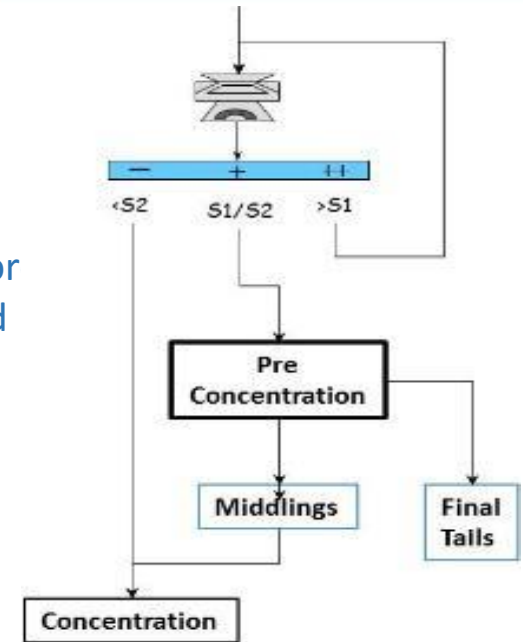 − + ++
<S2 S1/S2 >S1
or
d
Pre
Concentration
Middlings
Final
Tails
Concentration